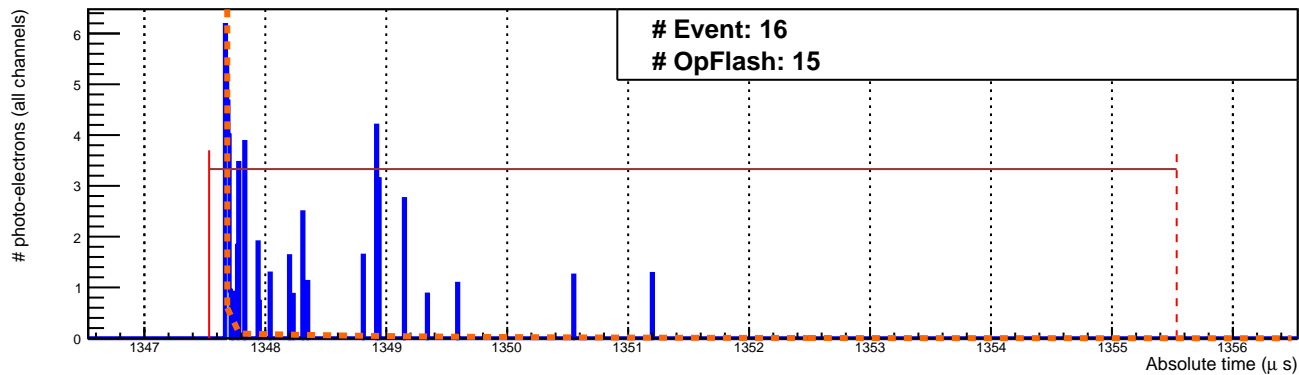 # Event: 16
# OpFlash: 15
# photo-electrons (all channels)
6
5
4
3
2
1
0
1347 1348 1349 1350 1351 1352 1353 1354 1355 1356
Absolute time (μ s)